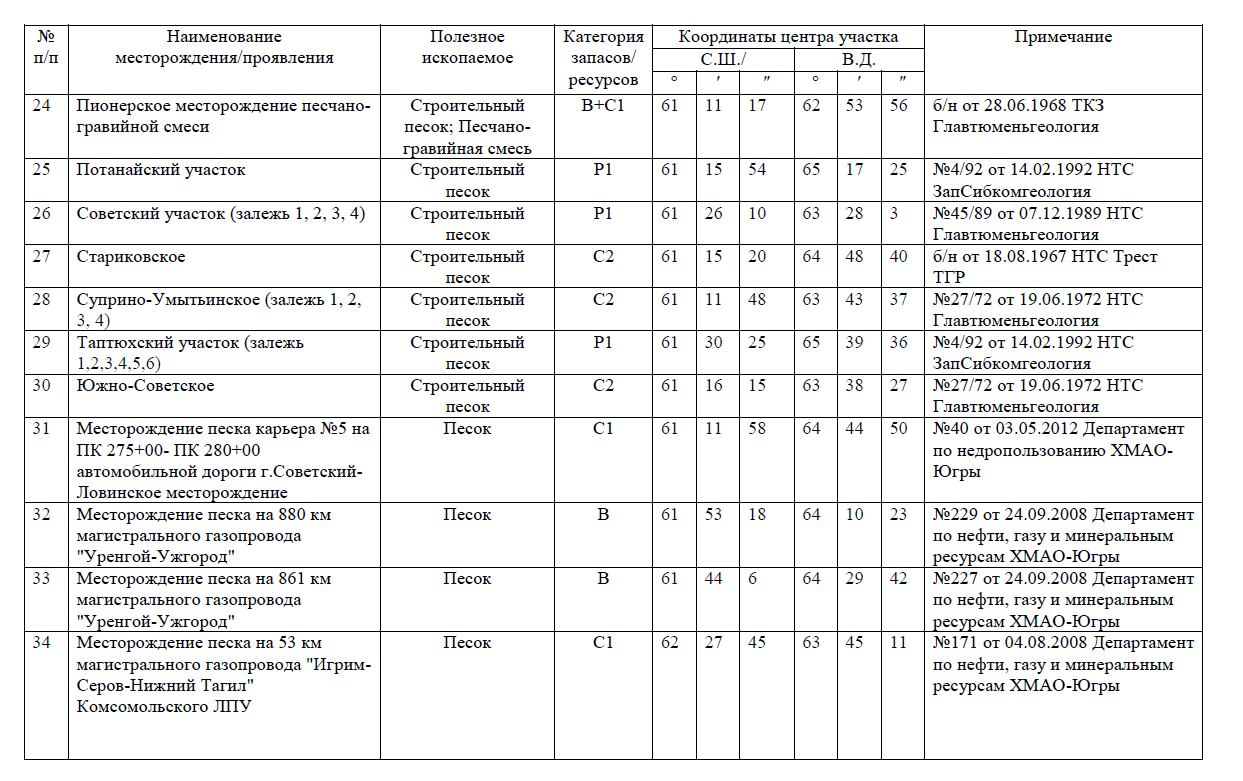 № п/п
Наименование месторождения/проявления
Полезное ископаемое
Категория запасов/ ресурсов
Координаты центра участка
С.Ш./
В.Д.
Примечание
° ′ ″ ° ′ ″
24 Пионерское месторождение песчано- Строительный В+С1 61 11 17 62 53 56 б/н от 28.06.1968 ТКЗ
гравийной смеси песок; Песчано- Главтюменьгеология
гравийная смесь
25 Потанайский участок Строительный Р1 61 15 54 65 17 25 №4/92 от 14.02.1992 НТС
песок ЗапСибкомгеология
26 Советский участок (залежь 1, 2, 3, 4) Строительный Р1 61 26 10 63 28 3 №45/89 от 07.12.1989 НТС
песок Главтюменьгеология
27 Стариковское Строительный С2 61 15 20 64 48 40 б/н от 18.08.1967 НТС Трест
песок ТГР
28 Суприно-Умытьинское (залежь 1, 2, Строительный С2 61 11 48 63 43 37 №27/72 от 19.06.1972 НТС
3, 4) песок Главтюменьгеология
29 Таптюхский участок (залежь Строительный Р1 61 30 25 65 39 36 №4/92 от 14.02.1992 НТС
1,2,3,4,5,6) песок ЗапСибкомгеология
30 Южно-Советское Строительный С2 61 16 15 63 38 27 №27/72 от 19.06.1972 НТС
песок Главтюменьгеология
31 Месторождение песка карьера №5 на Песок С1 61 11 58 64 44 50 №40 от 03.05.2012 Департамент
ПК 275+00- ПК 280+00 по недропользованию ХМАО-
автомобильной дороги г.Советский- Югры
Ловинское месторождение
32 Месторождение песка на 880 км Песок В 61 53 18 64 10 23 №229 от 24.09.2008 Департамент
магистрального газопровода по нефти, газу и минеральным
"Уренгой-Ужгород" ресурсам ХМАО-Югры
33 Месторождение песка на 861 км Песок В 61 44 6 64 29 42 №227 от 24.09.2008 Департамент
магистрального газопровода по нефти, газу и минеральным
"Уренгой-Ужгород" ресурсам ХМАО-Югры
34 Месторождение песка на 53 км Песок С1 62 27 45 63 45 11 №171 от 04.08.2008 Департамент
магистрального газопровода "Игрим- по нефти, газу и минеральным
Серов-Нижний Тагил" ресурсам ХМАО-Югры
Комсомольского ЛПУ